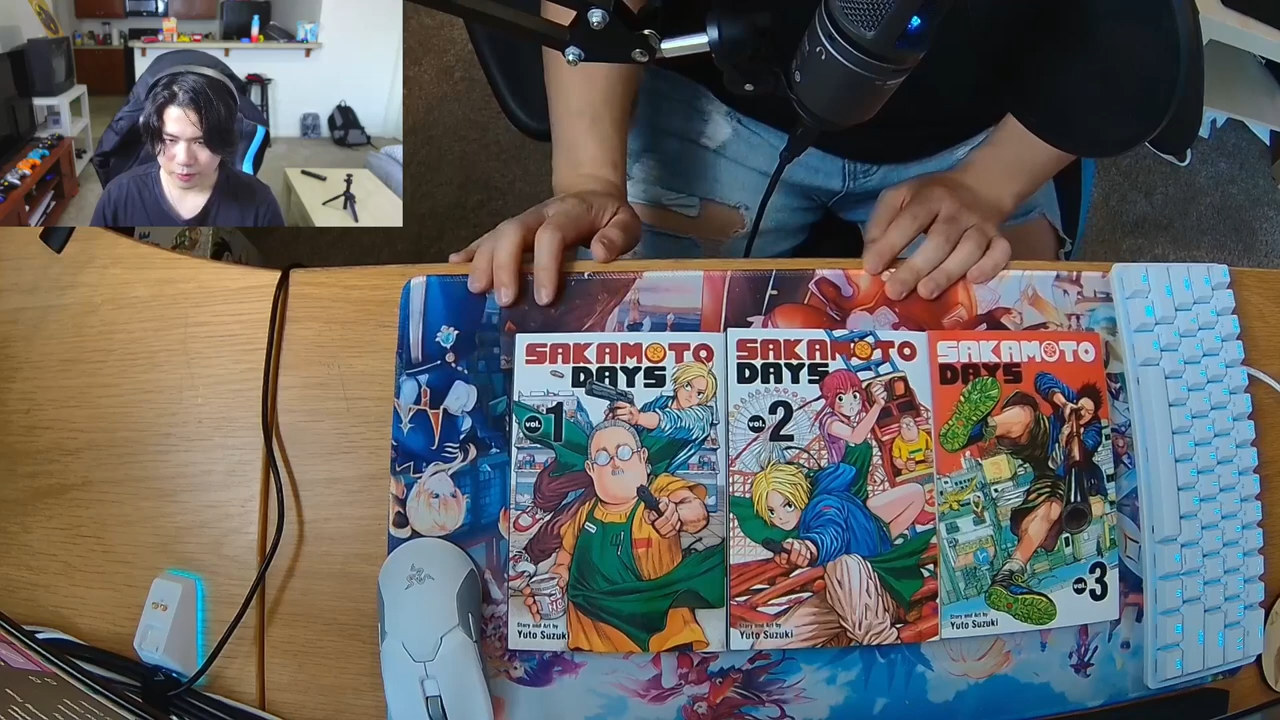 SAKAMOTO
DAYS
vol. 1
Story and Art by
Yuto Suzuki
SAKAMOTO
DAYS
vol. 2
Story and Art by
Yuto Suzuki
SAKAMOTO
DAYS
vol. 3
Story and Art by
Yuto Suzuki